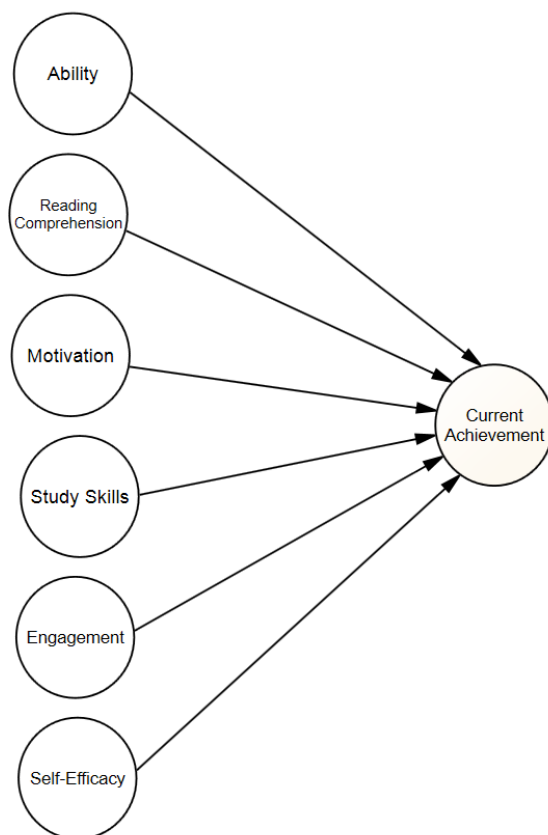 Ability
Reading
Comprehension
Motivation
Study Skills
Engagement
Self-Efficacy
Current
Achievement